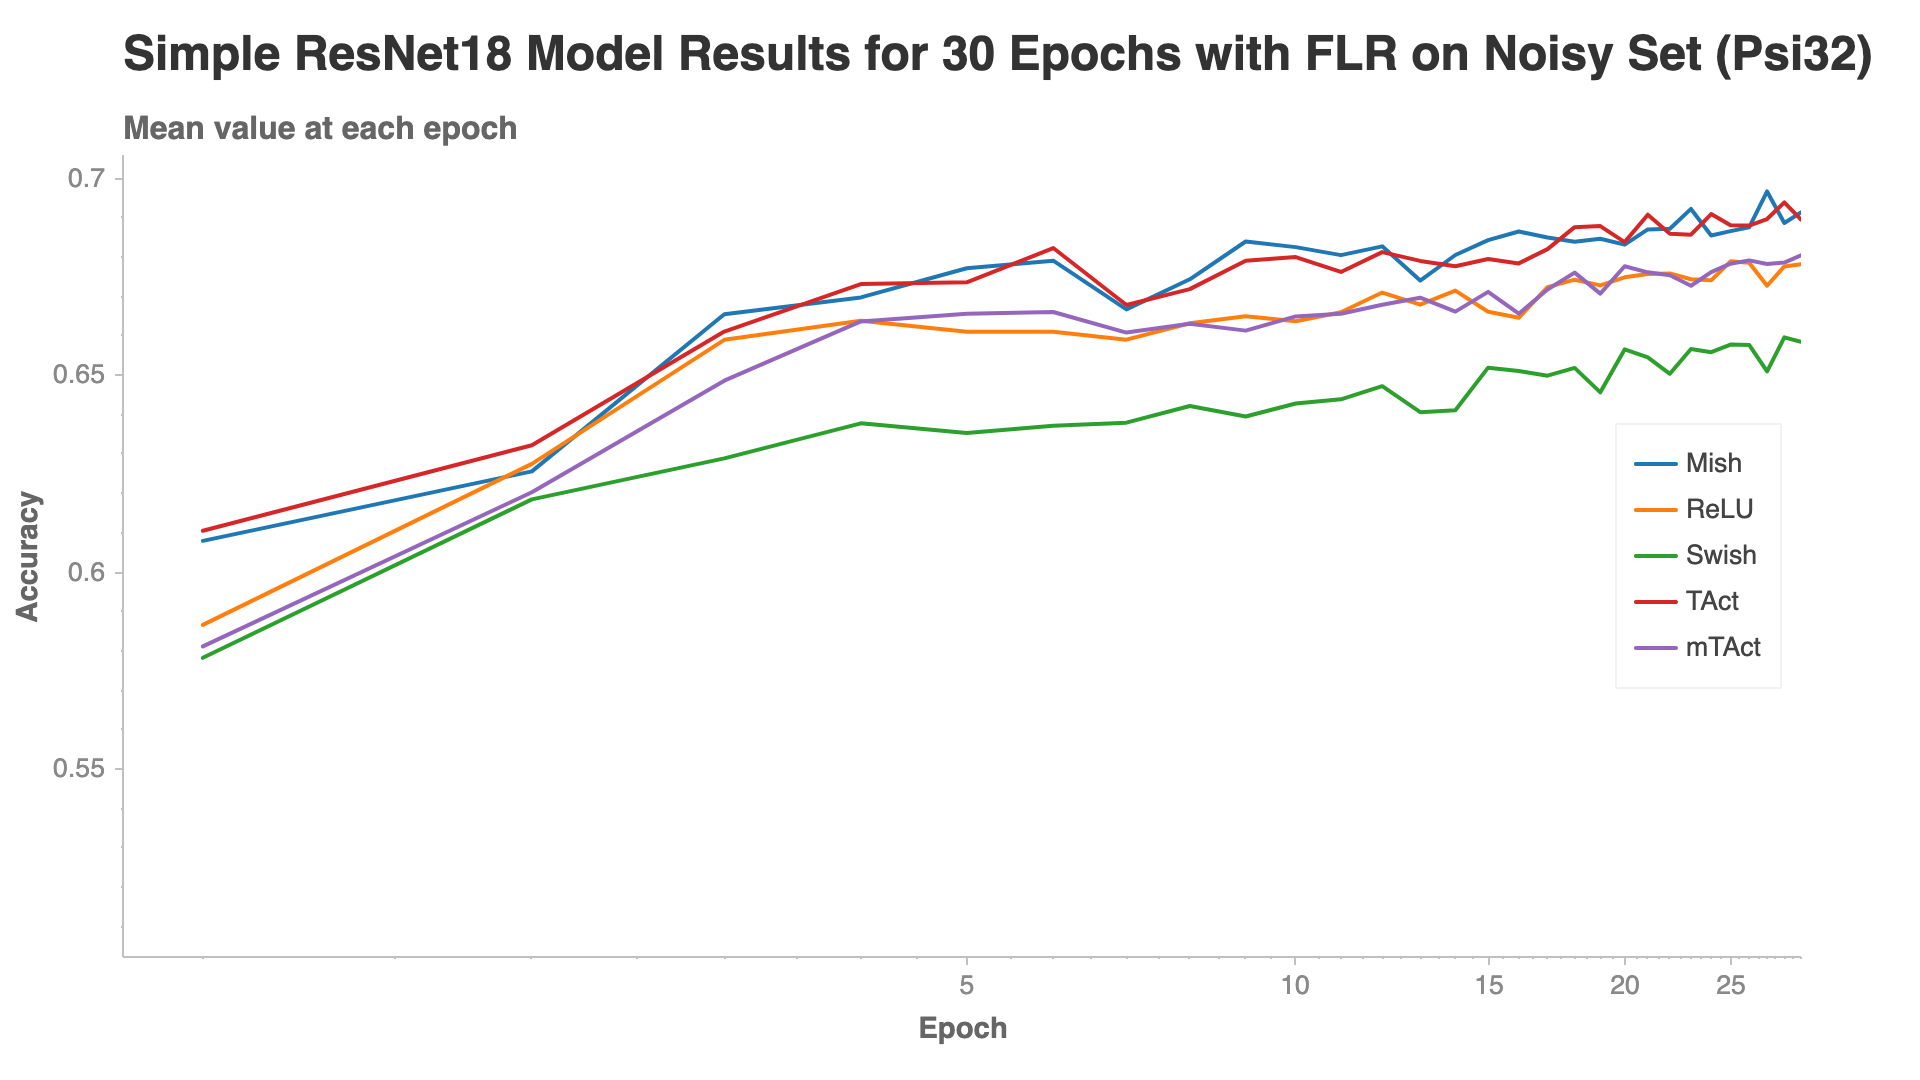 Simple ResNet18 Model Results for 30 Epochs with FLR on Noisy Set (Psi32)
Mean value at each epoch
0.7
0.65
0.6
0.55
Accuracy
Mish
ReLU
Swish
TAct
mTAct
5 10 15 20 25
Epoch